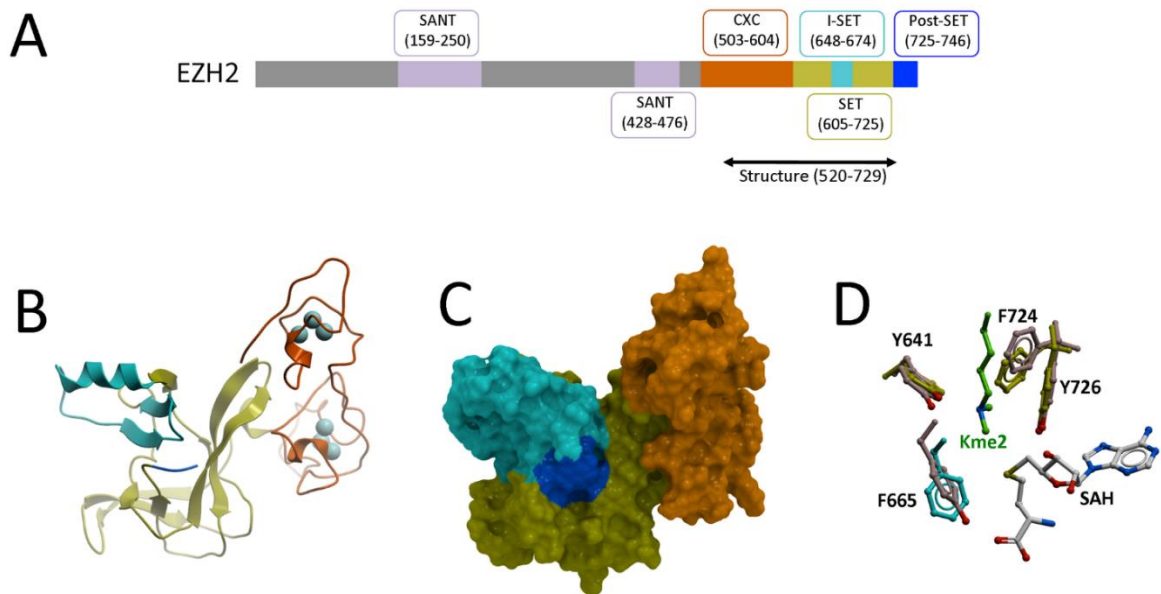 A
SANT
(159-250)
CXC
(503-604)
I-SET
(648-674)
Post-SET
(725-746)
EZH2
SANT
(428-476)
SET
(605-725)
Structure (520-729)
B
C
D
F724
Y641
Y726
Kme2
F665
SAH